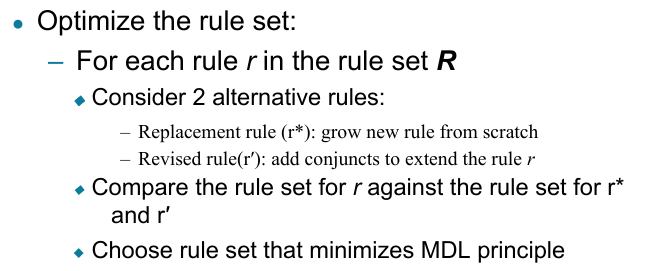 • Optimize the rule set:
– For each rule r in the rule set R
◆ Consider 2 alternative rules:
– Replacement rule (r*): grow new rule from scratch
– Revised rule(r′): add conjuncts to extend the rule r
◆ Compare the rule set for r against the rule set for r*
and r′
◆ Choose rule set that minimizes MDL principle